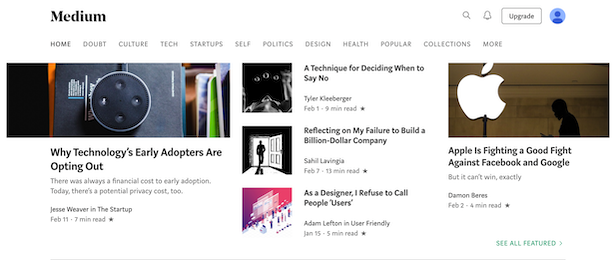 Medium
Upgrade
HOME DOUBT CULTURE TECH STARTUPS SELF POLITICS DESIGN HEALTH POPULAR COLLECTIONS MORE
Why Technology's Early Adopters Are
Opting Out
There was always a financial cost to early adoption.
Today, there's a potential privacy cost, too.
Jesse Weaver in The Startup
Feb 11 · 7 min read ★
A Technique for Deciding When to
Say No
Tyler Kleeberger
Feb 1 · 9 min read ★
Reflecting on My Failure to Build a
Billion-Dollar Company
Sahil Lavingia
Feb 7 · 13 min read ★
As a Designer, I Refuse to Call
People 'Users'
Adam Lefton in User Friendly
Jan 15 · 5 min read ★
Apple Is Fighting a Good Fight
Against Facebook and Google
But it can't win, exactly
Damon Beres
Feb 2 · 4 min read ★
SEE ALL FEATURED >